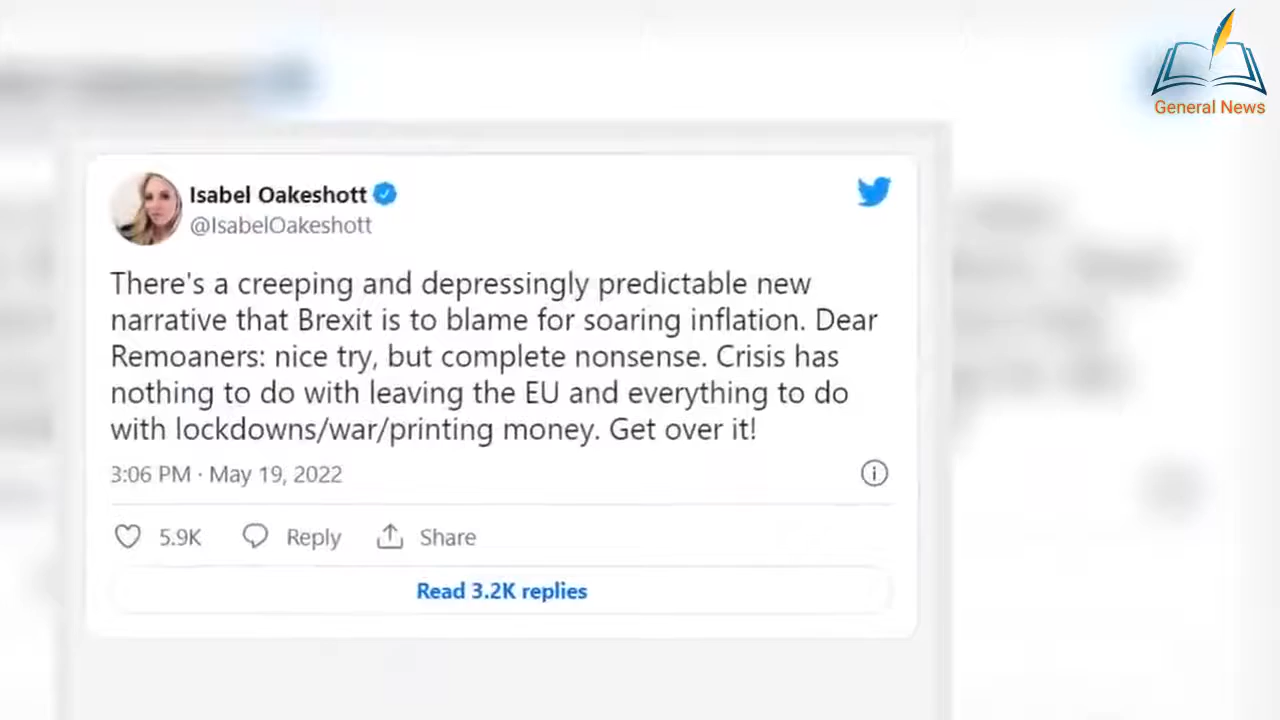 General News
Isabel Oakeshott
@IsabelOakeshott
There's a creeping and depressingly predictable new
narrative that Brexit is to blame for soaring inflation. Dear
Remoaners: nice try, but complete nonsense. Crisis has
nothing to do with leaving the EU and everything to do
with lockdowns/war/printing money. Get over it!
3:06 PM · May 19, 2022
5.9K Reply Share
Read 3.2K replies